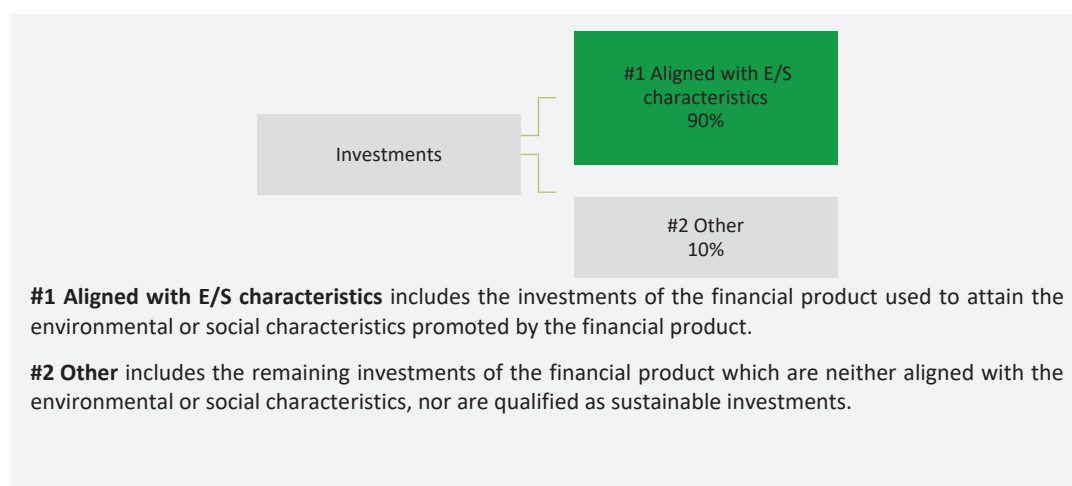 #1 Aligned with E/S
characteristics
90%
Investments
#2 Other
10%
#1 Aligned with E/S characteristics includes the investments of the financial product used to attain the
environmental or social characteristics promoted by the financial product.
#2 Other includes the remaining investments of the financial product which are neither aligned with the
environmental or social characteristics, nor are qualified as sustainable investments.